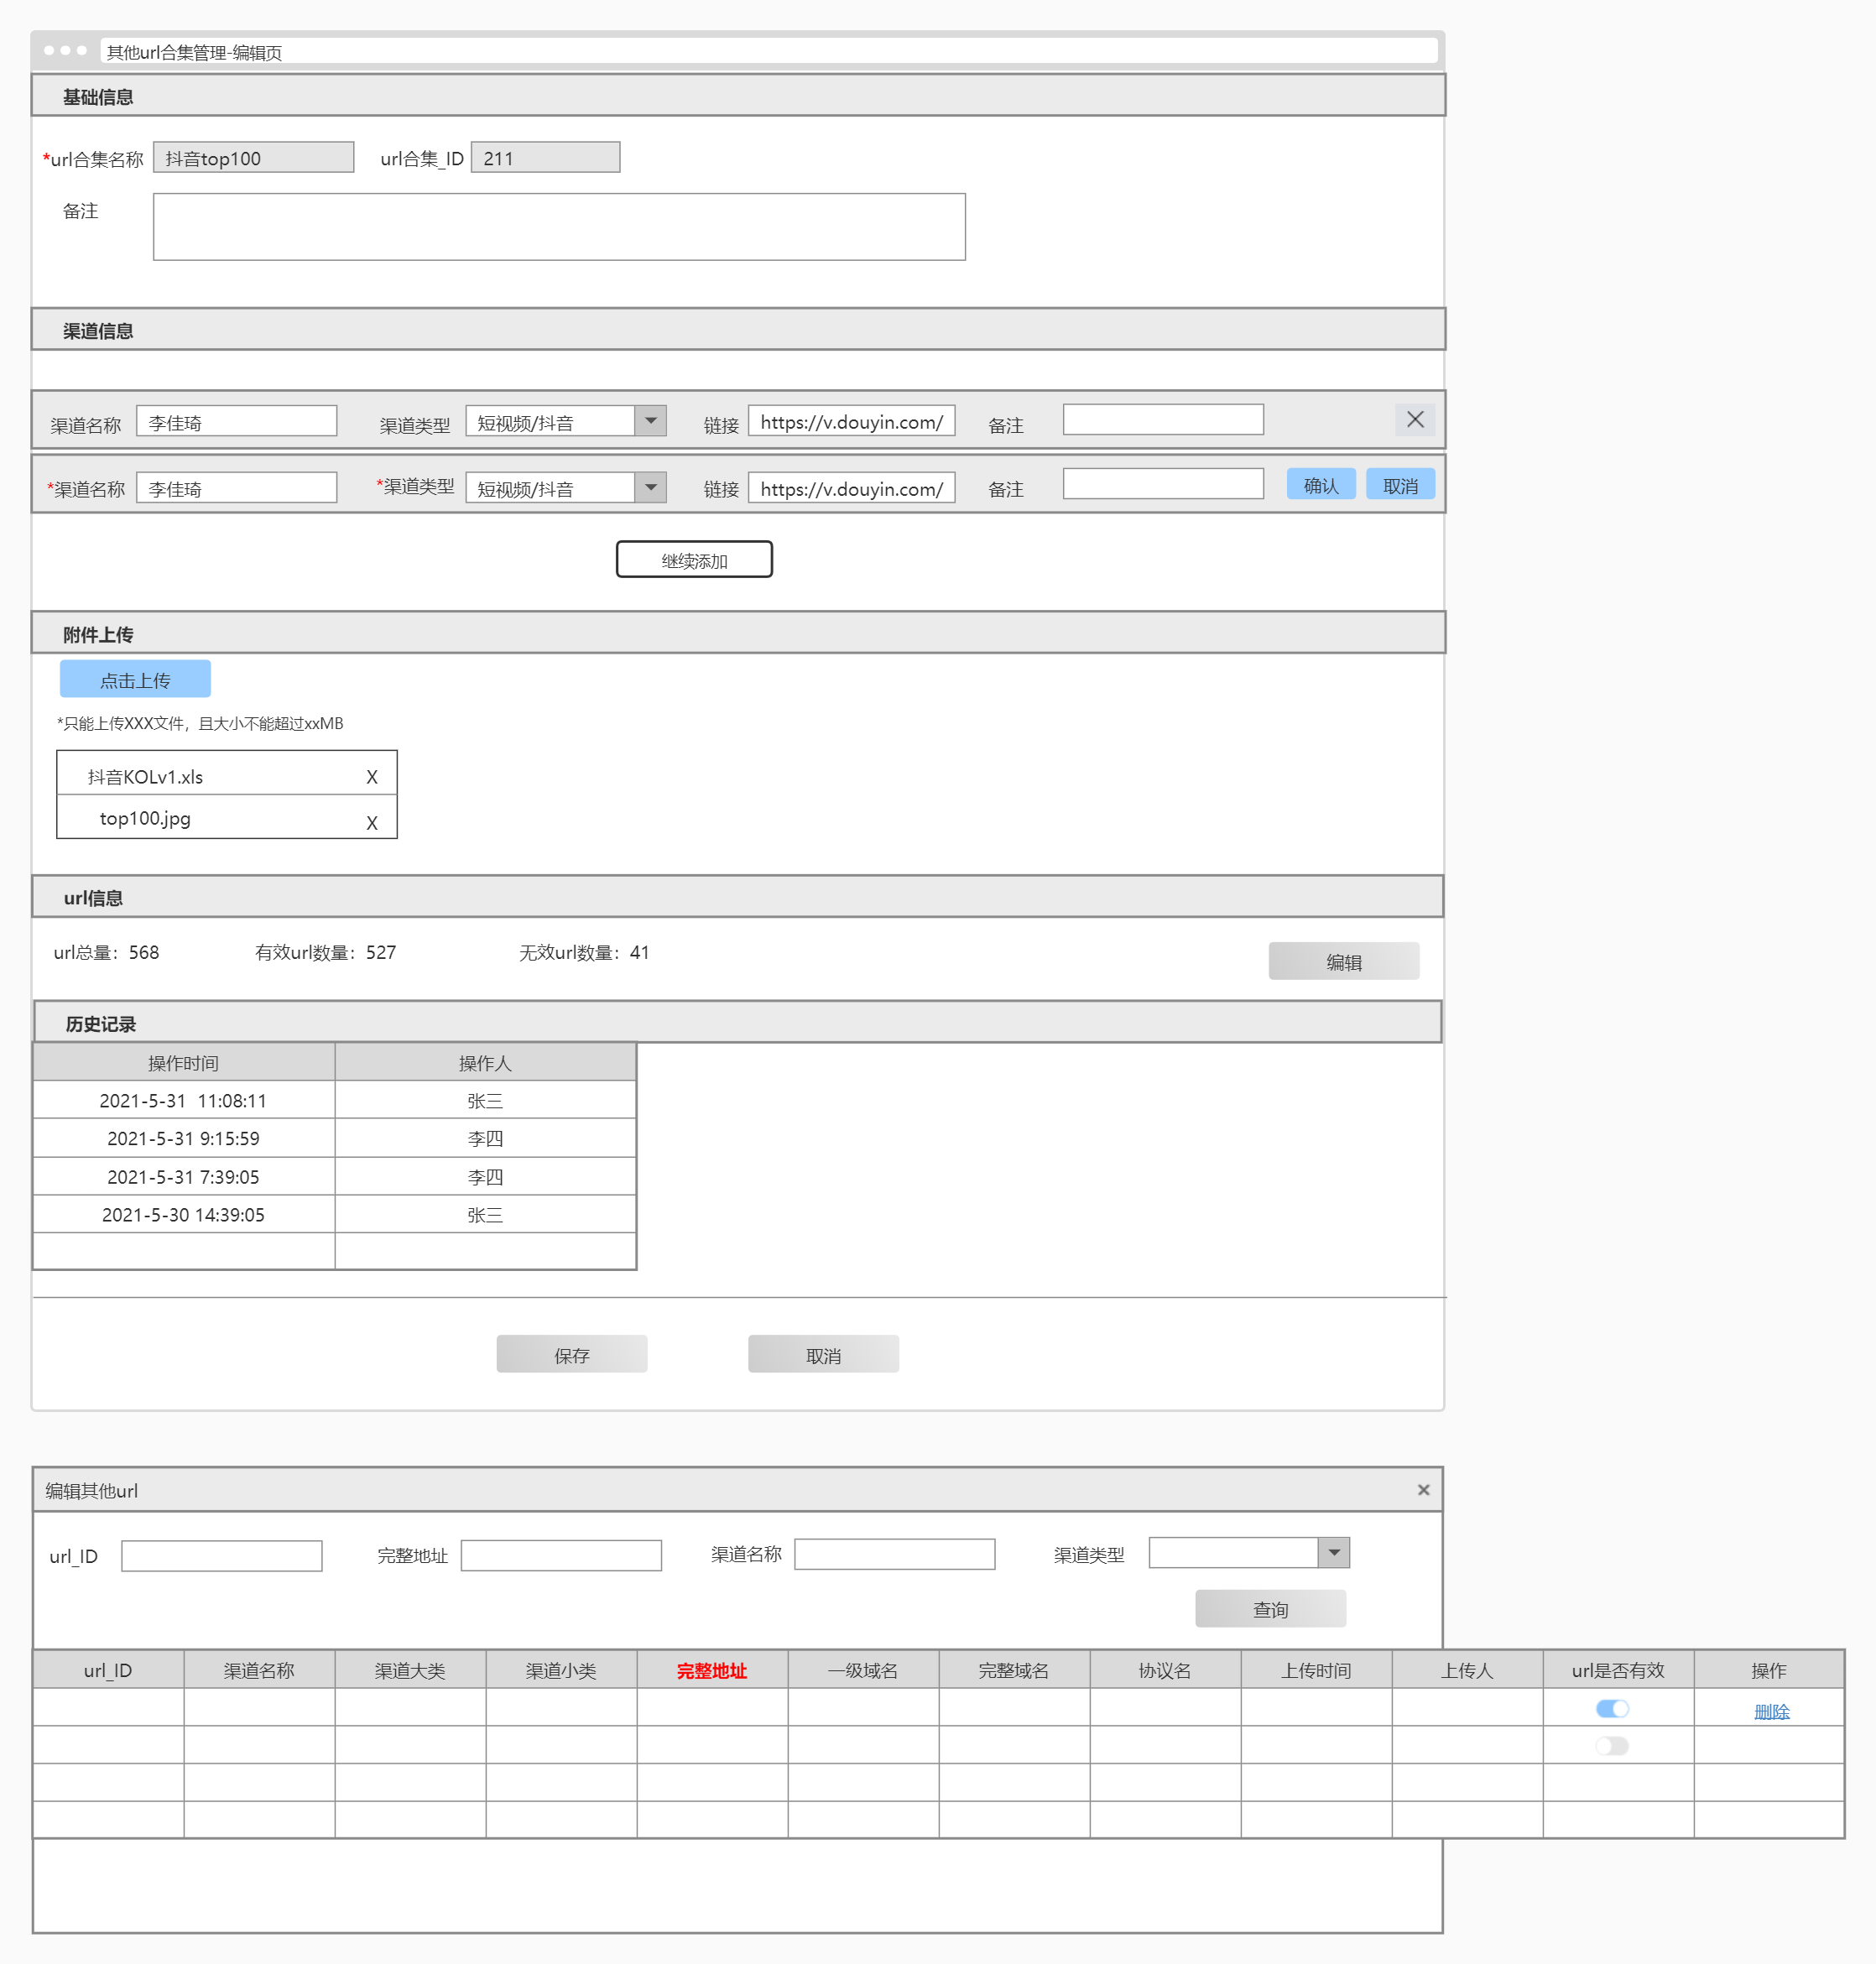 其他url合集管理-编辑页
基础信息
*url合集名称 抖音top100 url合集_ID 211
备注
渠道信息
渠道名称 李佳琦 渠道类型 短视频/抖音 链接 https://v.douyin.com/ 备注
*渠道名称 李佳琦 *渠道类型 短视频/抖音 链接 https://v.douyin.com/ 备注 确认 取消
继续添加
附件上传
点击上传
*只能上传XXX文件，且大小不能超过xxMB
抖音KOLv1.xls X
top100.jpg X
url信息
url总量：568 有效url数量：527 无效url数量：41 编辑
历史记录
操作时间 操作人
2021-5-31 11:08:11 张三
2021-5-31 9:15:59 李四
2021-5-31 7:39:05 李四
2021-5-30 14:39:05 张三
保存 取消
编辑其他url
url_ID 完整地址 渠道名称 渠道类型
查询
url_ID 渠道名称 渠道大类 渠道小类 完整地址 一级域名 完整域名 协议名 上传时间 上传人 url是否有效 操作
删除